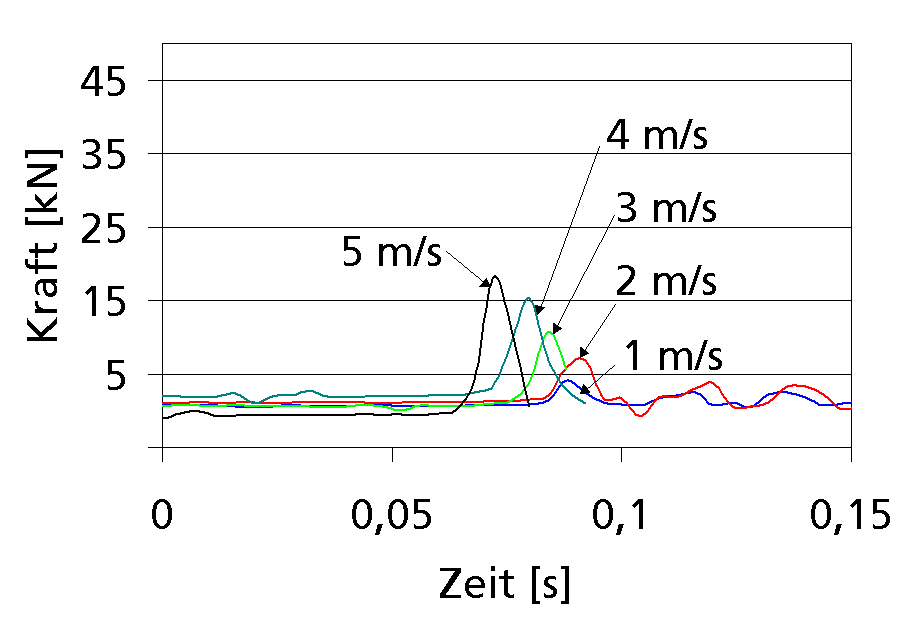 45
35
25
15
5
Kraft [kN]
4 m/s
3 m/s
5 m/s
2 m/s
1 m/s
0 0,05 0,1 0,15
Zeit [s]